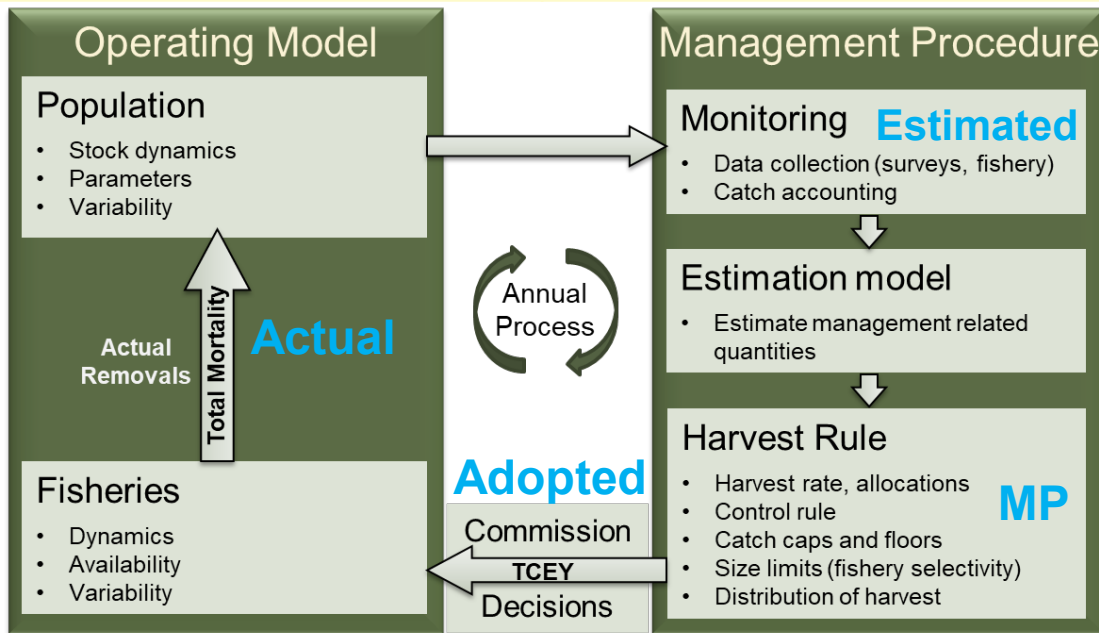 Operating Model
Population
• Stock dynamics
• Parameters
• Variability
Total Mortality
Actual
Removals
Actual
Fisheries
• Dynamics
• Availability
• Variability
Annual
Process
Management Procedure
Monitoring
Estimated
• Data collection (surveys, fishery)
• Catch accounting
Estimation model
• Estimate management related
quantities
Harvest Rule
• Harvest rate, allocations
• Control rule
• Catch caps and floors
• Size limits (fishery selectivity)
• Distribution of harvest
MP
Adopted
Commission
TCEY
Decisions